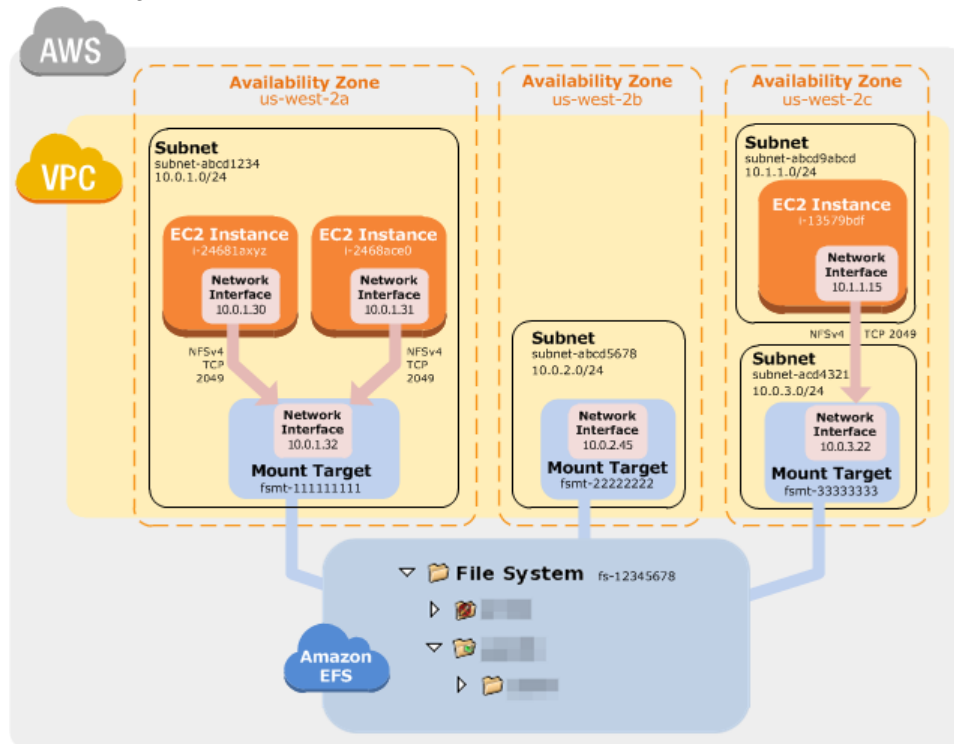 AWS
Availability Zone
us-west-2a
Availability Zone
us-west-2b
Availability Zone
us-west-2c
VPC
Subnet
subnet-abcd1234
10.0.1.0/24
EC2 Instance
i-24681axyz
Network
Interface
10.0.1.30
EC2 Instance
i-2468ace0
Network
Interface
10.0.1.31
NFSv4
TCP
2049
NFSv4
TCP
2049
Network
Interface
10.0.1.32
Mount Target
fsmt-111111111
Subnet
subnet-abcd5678
10.0.2.0/24
Network
Interface
10.0.2.45
Mount Target
fsmt-22222222
Subnet
subnet-abcd9abcd
10.1.1.0/24
EC2 Instance
i-13579bdf
Network
Interface
10.1.1.15
NFSv4 TCP 2049
Subnet
subnet-acd4321
10.0.3.0/24
Network
Interface
10.0.3.22
Mount Target
fsmt-33333333
File System fs-12345678
Amazon
EFS